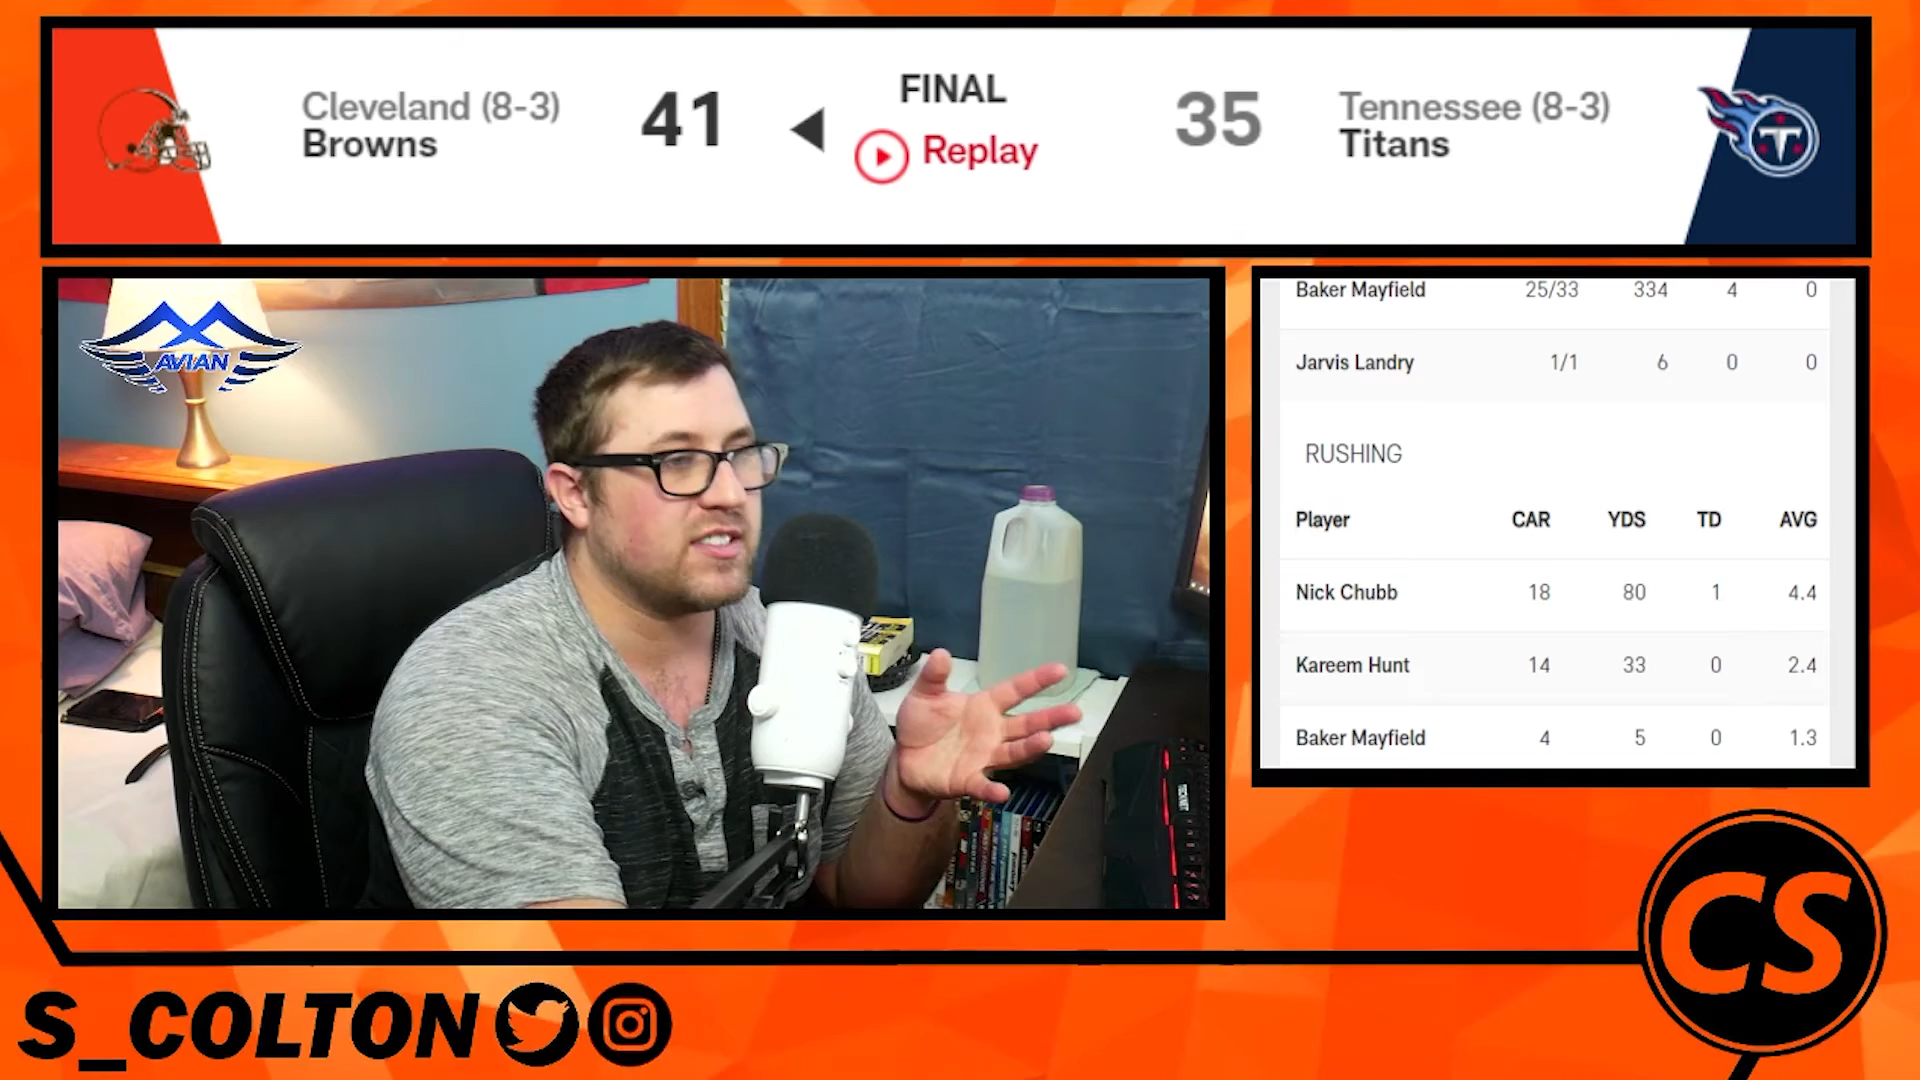 Cleveland (8-3)
Browns
41
FINAL
Replay
35
Tennessee (8-3)
Titans
T
AVIAN
Baker Mayfield 25/33 334 4 0
Jarvis Landry 1/1 6 0 0
RUSHING
Player CAR YDS TD AVG
Nick Chubb 18 80 1 4.4
Kareem Hunt 14 33 0 2.4
Baker Mayfield 4 5 0 1.3
CS
S_COLTON